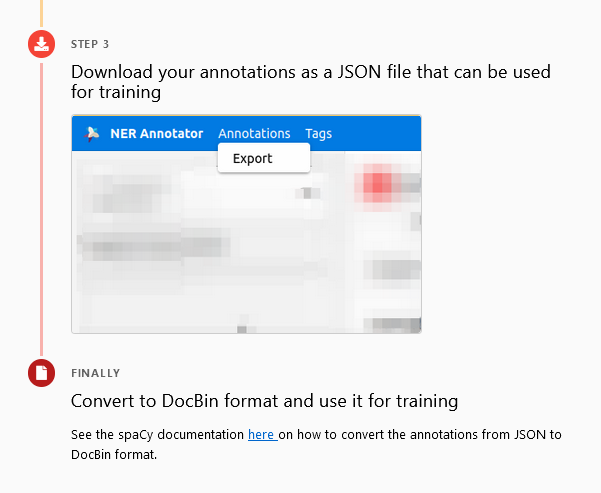 STEP 3
Download your annotations as a JSON file that can be used
for training
NER Annotator Annotations Tags
Export
FINALLY
Convert to DocBin format and use it for training
See the spaCy documentation here on how to convert the annotations from JSON to
DocBin format.